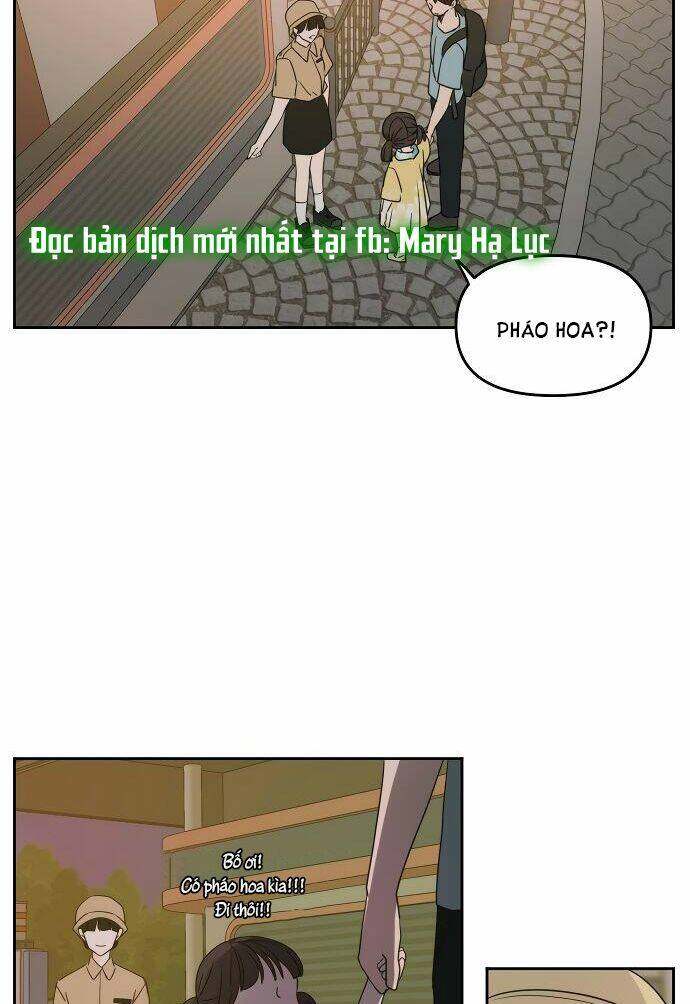 Đọc bản dịch mới nhất tại fb: Mary Hạ Lục
PHÁO HOA?!
Bố ơi!
Có pháo hoa kìa!!!
Đi thôi!!